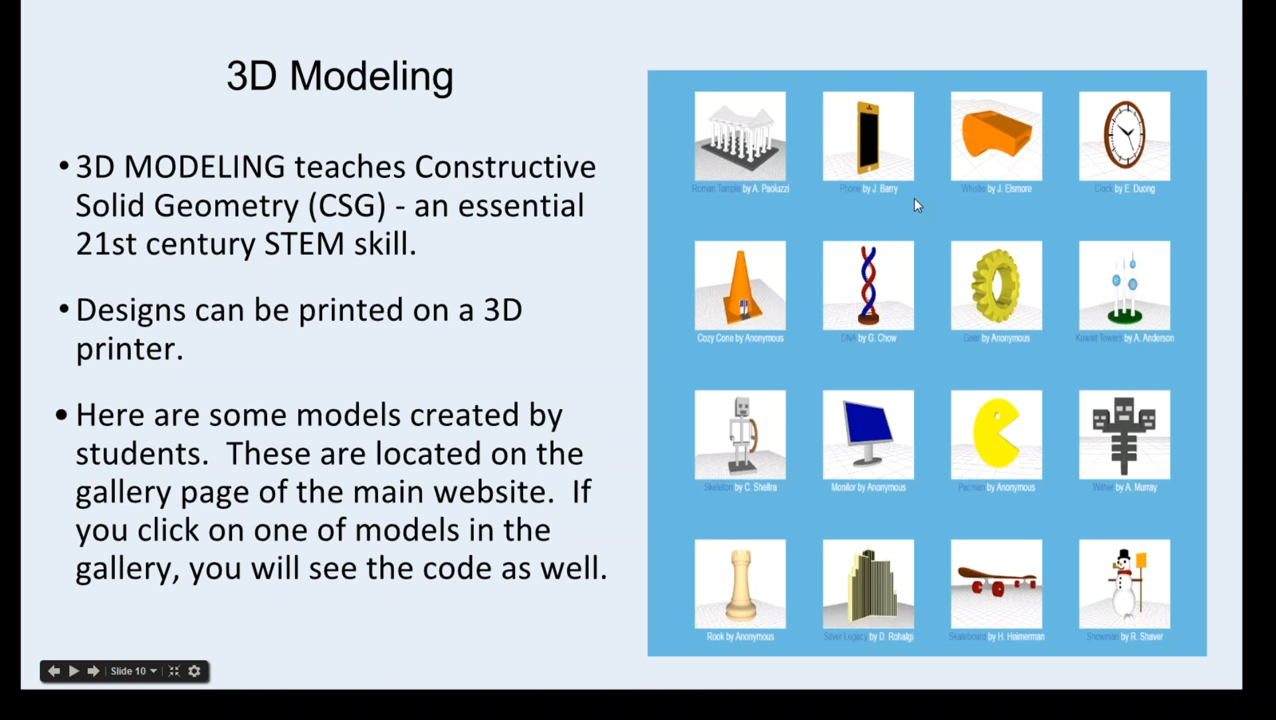 3D Modeling
• 3D MODELING teaches Constructive
Solid Geometry (CSG) - an essential
21st century STEM skill.
• Designs can be printed on a 3D
printer.
• Here are some models created by
students.  These are located on the
gallery page of the main website.  If
you click on one of models in the
gallery, you will see the code as well.
Roman Temple by A. Paoluzzi
Phone by J. Barry
Whistle by J. Elsmore
Clock by E. Duong
Cozy Cone by Anonymous
DNA by G. Chow
Gear by Anonymous
Kuwait Towers by A. Anderson
Skeleton by C. Sheltra
Monitor by Anonymous
Pacman by Anonymous
Wither by A. Murray
Rook by Anonymous
Silver Legacy by D. Rohatgi
Skateboard by H. Heimerman
Snowman by R. Shaver
Slide 10